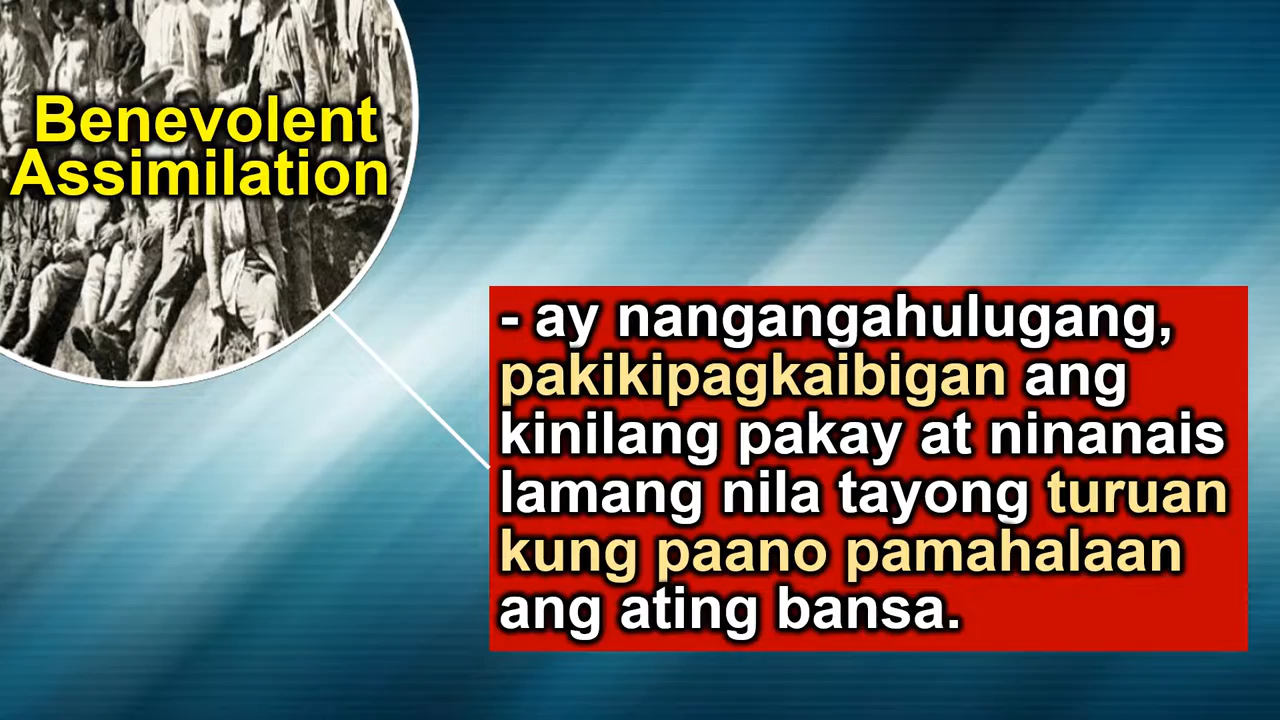 Benevolent
Assimilation
- ay nangangahulugang,
pakikipagkaibigan ang
kinilang pakay at ninanais
lamang nila tayong turuan
kung paano pamahalaan
ang ating bansa.